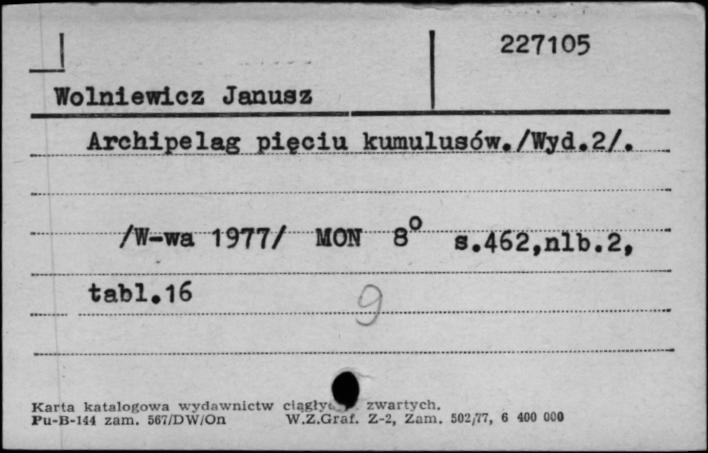 227105
Wolniewicz Janusz
Archipelag pięciu kumulusów./Wyd.2/.
/W-wa 1977/ MON 8° s.462,nlb.2,
tabl.16
9
Karta katalogowa wydawnictw zwartych.
Pu-B-144 zam. 567/DW/On W.Z.Graf. Z-2, Zam. 502/77, 6 400 000